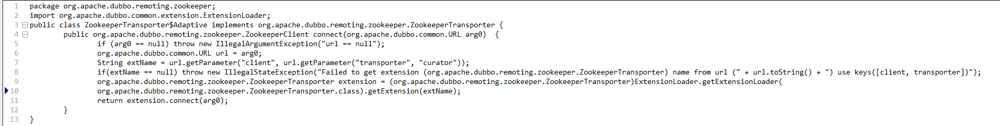 1 package org.apache.dubbo.remoting.zookeeper;
2 import org.apache.dubbo.common.extension.ExtensionLoader;
3 public class ZookeeperTransporter$Adaptive implements org.apache.dubbo.remoting.zookeeper.ZookeeperTransporter {
4 public org.apache.dubbo.remoting.zookeeper.ZookeeperClient connect(org.apache.dubbo.common.URL arg0)  {
5 if (arg0 == null) throw new IllegalArgumentException("url == null");
6 org.apache.dubbo.common.URL url = arg0;
7 String extName = url.getParameter("client", url.getParameter("transporter", "curator"));
8 if(extName == null) throw new IllegalStateException("Failed to get extension (org.apache.dubbo.remoting.zookeeper.ZookeeperTransporter) name from url (" + url.toString() + ") use keys([client, transporter])");
9 org.apache.dubbo.remoting.zookeeper.ZookeeperTransporter extension = (org.apache.dubbo.remoting.zookeeper.ZookeeperTransporter)ExtensionLoader.getExtensionLoader(
10 org.apache.dubbo.remoting.zookeeper.ZookeeperTransporter.class).getExtension(extName);
11 return extension.connect(arg0);
12 }
13 }